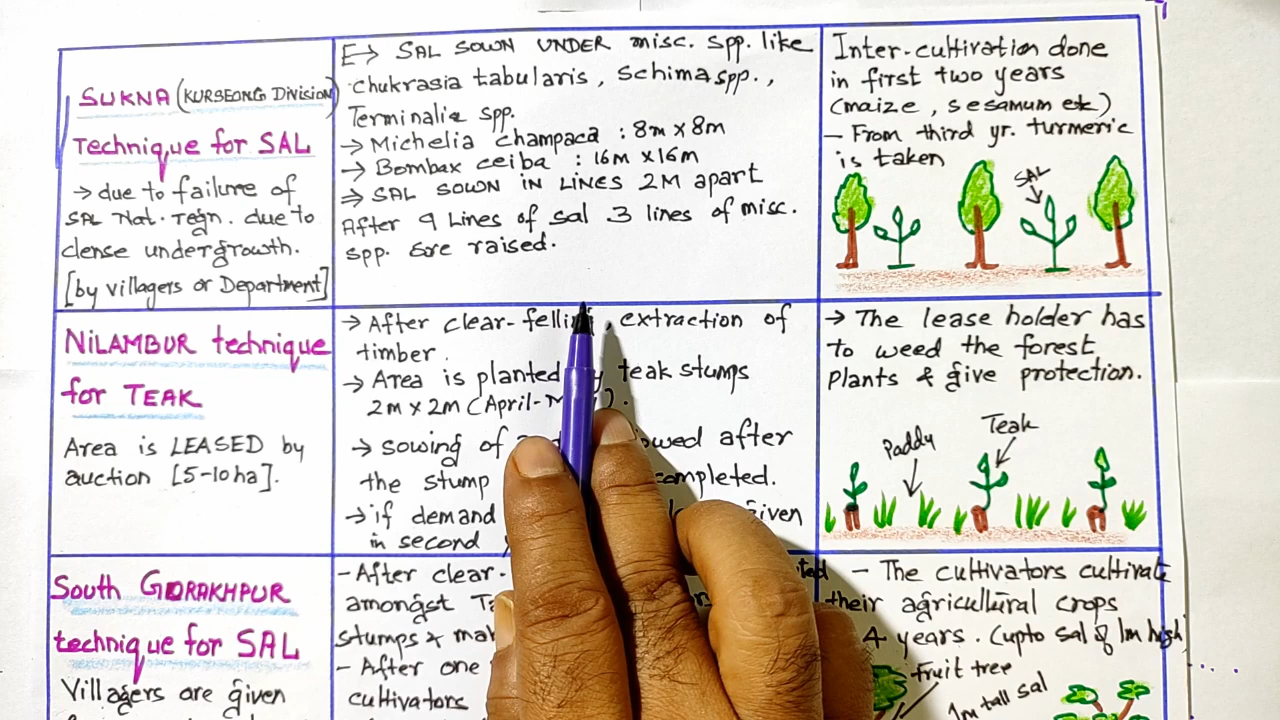 SUKNA (KURSEONG DIVISION)
Technique for SAL
→ due to failure of
SAL Nat. regn. due to
dense undergrowth.
[by villagers or Department]
E→ SAL SOWN UNDER misc. spp. like
chukrasia tabularis, Schima spp.,
Terminalia spp.
→ Michelia champaca : 8m x 8m
→ Bombax ceiba : 16m x 16m
⇒ SAL SOWN IN LINES 2M apart
After 9 Lines of sal 3 lines of misc.
spp. are raised.
Inter-cultivation done
in first two years
(maize, sesamum etc)
- From third yr. turmeric
is taken
SAL
NILAMBUR technique
for TEAK
Area is LEASED by
auction [5-10ha].
→ After clear- extraction of
timber.
→ Area is planted teak stumps
2m x 2m
→ sowing of after
the stump completed.
→ if demand given
in second
→ The lease holder has
to weed the forest
plants & give protection.
Paddy
Teak
South GORAKHPUR
technique for SAL
Villagers are given
- After clear-
amongst
stumps &
- After one
cultivators
- The cultivators cultivate
their agricultural crops
4 years. (upto sal of 1m high)
fruit tree
1m tall sal